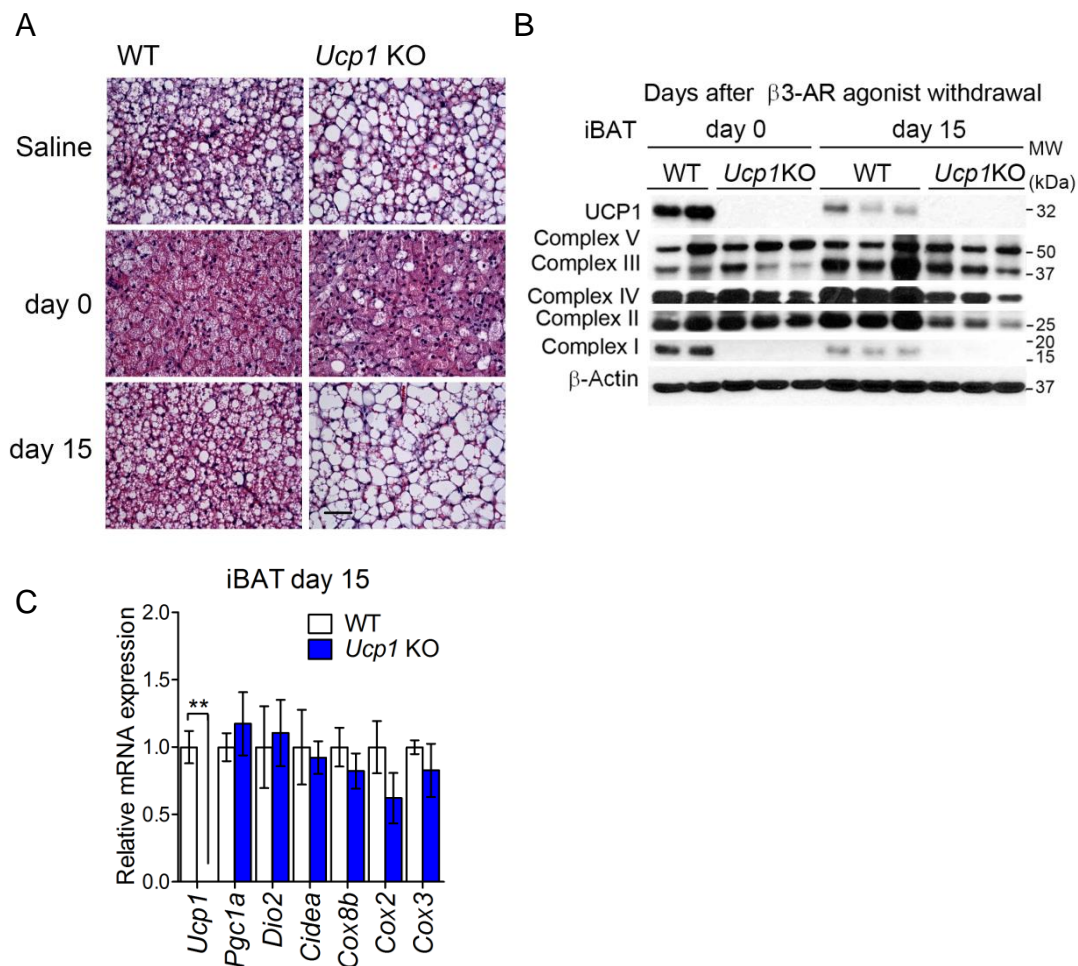 A
WT Ucp1 KO
Saline
day 0
day 15
B
Days after β3-AR agonist withdrawal
iBAT day 0 day 15 MW
WT Ucp1KO WT Ucp1KO (kDa)
UCP1 32
Complex V 50
Complex III 37
Complex IV
Complex II 25
20
Complex I 15
β-Actin 37
C
iBAT day 15
Relative mRNA expression
2.0
1.5
1.0
0.5
0.0
WT
Ucp1 KO
**
Ucp1 Pgc1a Dio2 Cidea Cox8b Cox2 Cox3